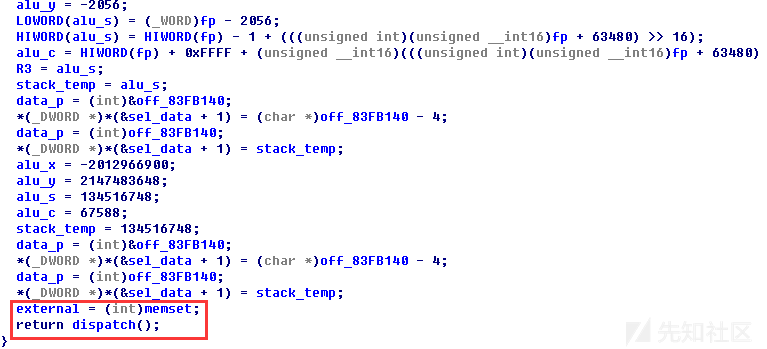 alu_y = -2056;
LOWORD(alu_s) = (_WORD)fp - 2056;
HIWORD(alu_s) = HIWORD(fp) - 1 + (((unsigned int)(unsigned __int16)fp + 63480) >> 16);
alu_c = HIWORD(fp) + 0xFFFF + (unsigned __int16)(((unsigned int)(unsigned __int16)fp + 63480)
R3 = alu_s;
stack_temp = alu_s;
data_p = (int)&off_83FB140;
*(_DWORD *)*(&sel_data + 1) = (char *)off_83FB140 - 4;
data_p = (int)off_83FB140;
*(_DWORD *)*(&sel_data + 1) = stack_temp;
alu_x = -2012966900;
alu_y = 2147483648;
alu_s = 134516748;
alu_c = 67588;
stack_temp = 134516748;
data_p = (int)&off_83FB140;
*(_DWORD *)*(&sel_data + 1) = (char *)off_83FB140 - 4;
data_p = (int)off_83FB140;
*(_DWORD *)*(&sel_data + 1) = stack_temp;
external = (int)memset;
return dispatch();
}
先知社区